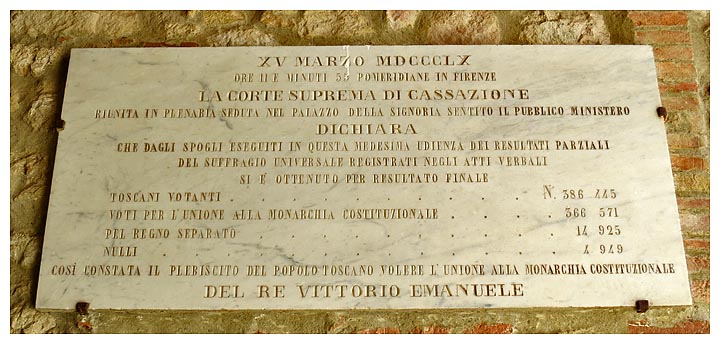 XV MARZO MDCCCLX
ORE 11 E MINUTI 55 POMERIDIANE IN FIRENZE
LA CORTE SUPREMA DI CASSAZIONE
RIUNITA IN PLENARIA SEDUTA NEL PALAZZO DELLA SIGNORIA SENTITO IL PUBBLICO MINISTERO
DICHIARA
CHE DAGLI SPOGLI ESEGUITI IN QUESTA MEDESIMA UDIENZA DEI RESULTATI PARZIALI
DEL SUFFRAGIO UNIVERSALE REGISTRATI NEGLI ATTI VERBALI
SI È OTTENUTO PER RESULTATO FINALE
TOSCANI VOTANTI . . . . . . . . . . N. 386 445
VOTI PER L'UNIONE ALLA MONARCHIA COSTITUZIONALE . . . . 366 571
PEL REGNO SEPARATO . . . . . . . . . . 14 925
NULLI . . . . . . . . . . . . . 4 949
COSÌ CONSTATA IL PLEBISCITO DEL POPOLO TOSCANO VOLERE L'UNIONE ALLA MONARCHIA COSTITUZIONALE
DEL RE VITTORIO EMANUELE